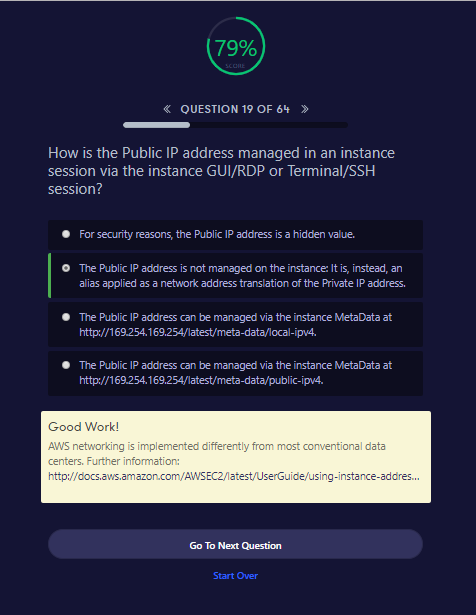 79%
SCORE
« QUESTION 19 OF 64 »
How is the Public IP address managed in an instance
session via the instance GUI/RDP or Terminal/SSH
session?
For security reasons, the Public IP address is a hidden value.
The Public IP address is not managed on the instance: It is, instead, an
alias applied as a network address translation of the Private IP address.
The Public IP address can be managed via the instance MetaData at
http://169.254.169.254/latest/meta-data/local-ipv4.
The Public IP address can be managed via the instance MetaData at
http://169.254.169.254/latest/meta-data/public-ipv4.
Good Work!
AWS networking is implemented differently from most conventional data
centers. Further information:
http://docs.aws.amazon.com/AWSEC2/latest/UserGuide/using-instance-addres...
Go To Next Question
Start Over